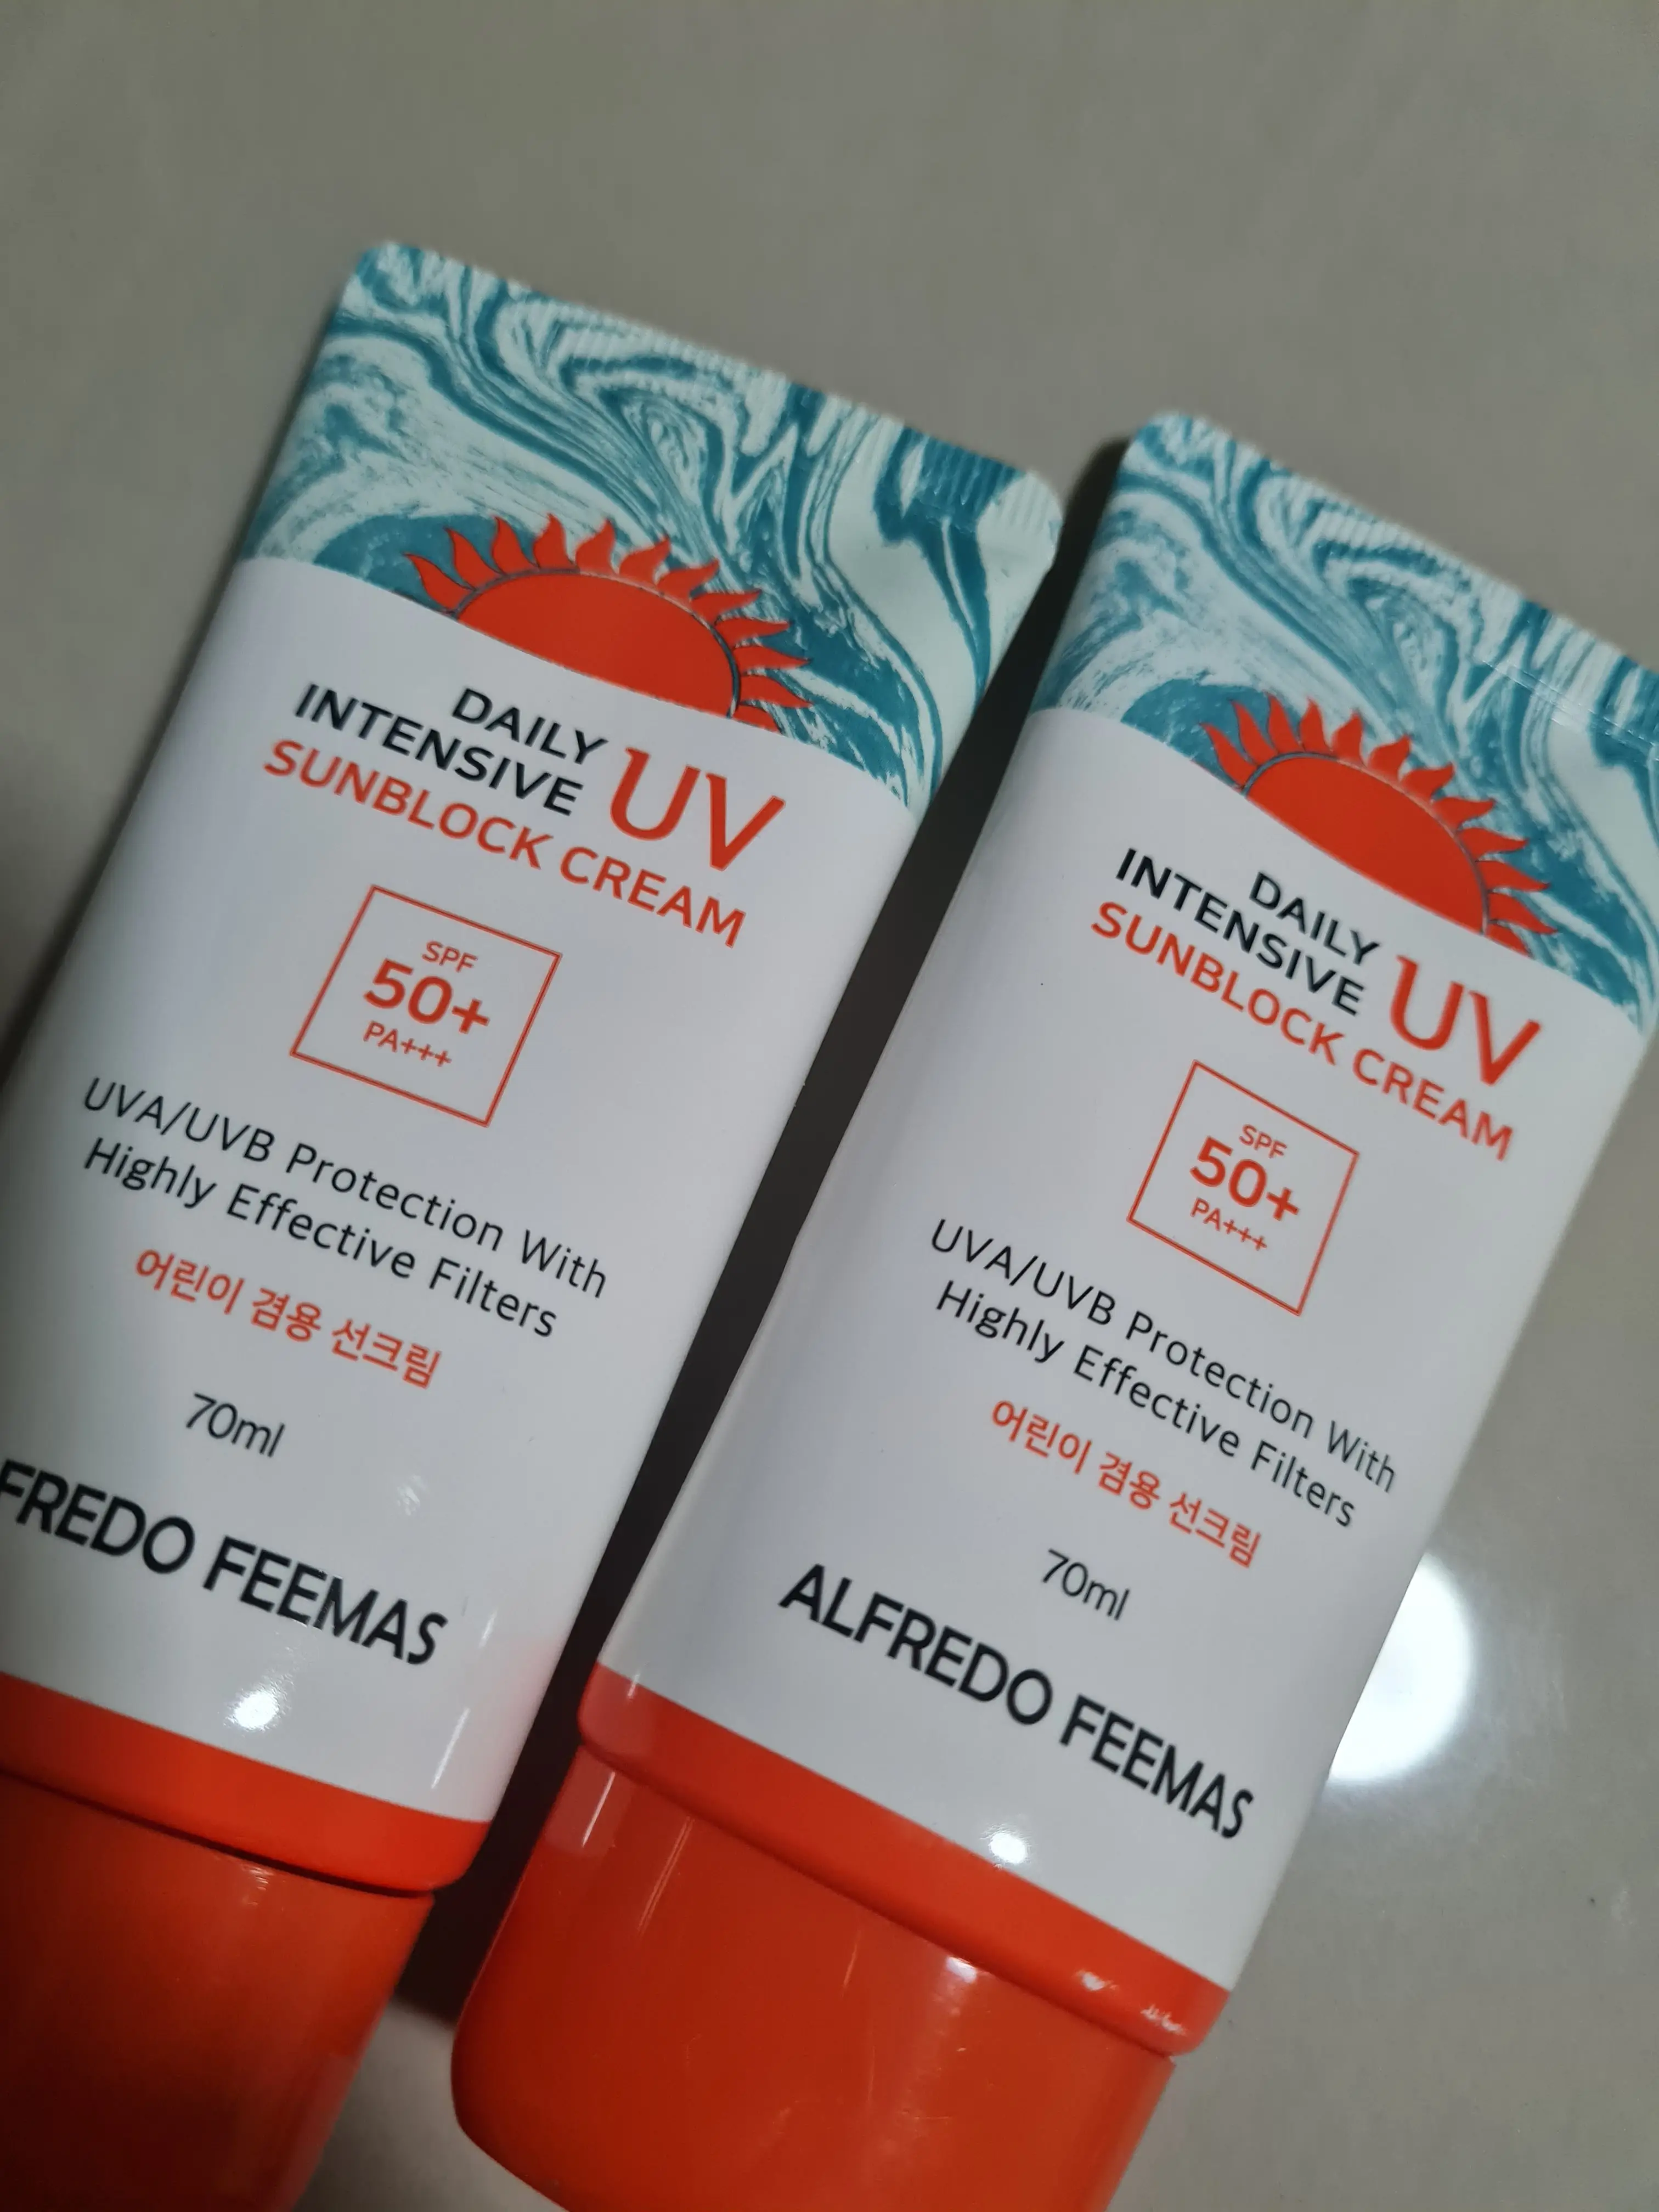 DAILY
INTENSIVE UV
SUNBLOCK CREAM
SPF
50+
PA+++
UVA/UVB Protection With
Highly Effective Filters
어린이 겸용 선크림
70ml
FREDO FEEMAS
DAILY
INTENSIVE UV
SUNBLOCK CREAM
SPF
50+
PA+++
UVA/UVB Protection With
Highly Effective Filters
어린이 겸용 선크림
70ml
ALFREDO FEEMAS